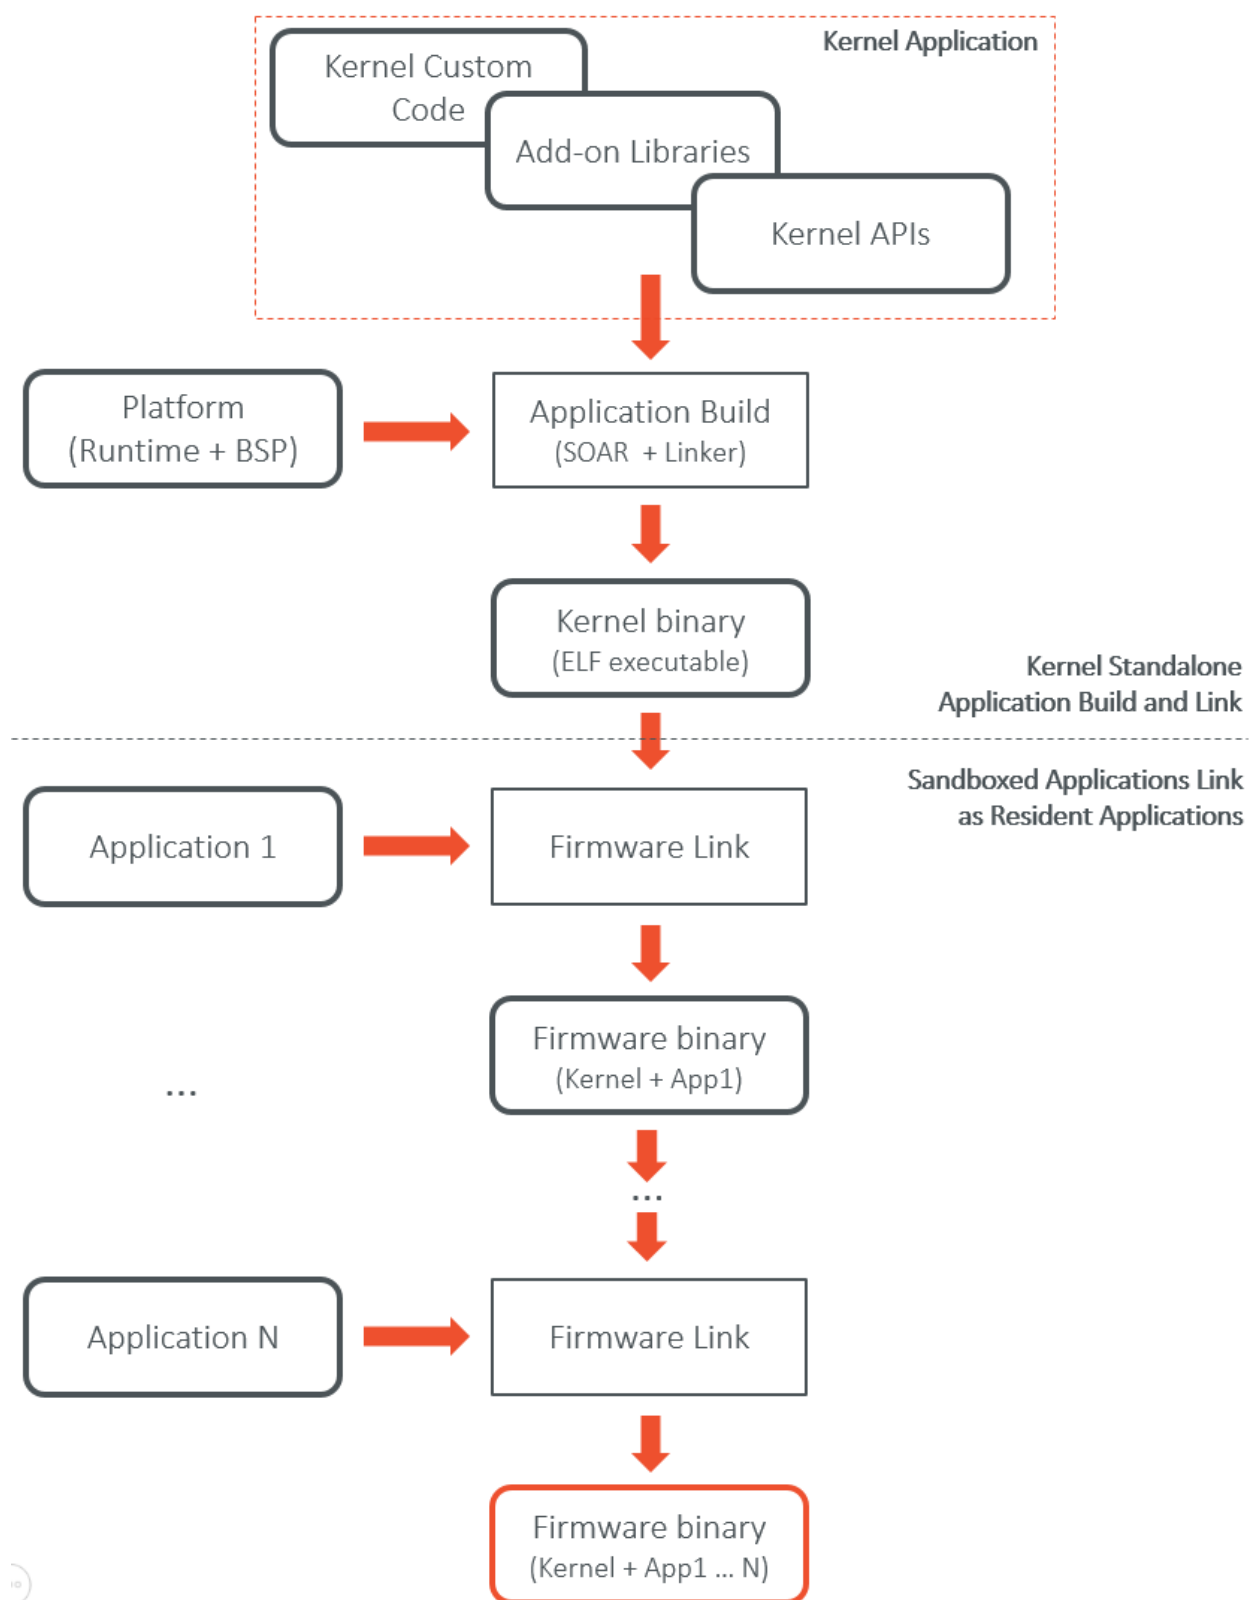 Kernel Application
Kernel Custom
Code
Add-on Libraries
Kernel APIs
Platform
(Runtime + BSP)
Application Build
(SOAR + Linker)
Kernel binary
(ELF executable)
Kernel Standalone
Application Build and Link
Sandboxed Applications Link
as Resident Applications
Application 1
Firmware Link
Firmware binary
(Kernel + App1)
...
...
Application N
Firmware Link
Firmware binary
(Kernel + App1 ... N)